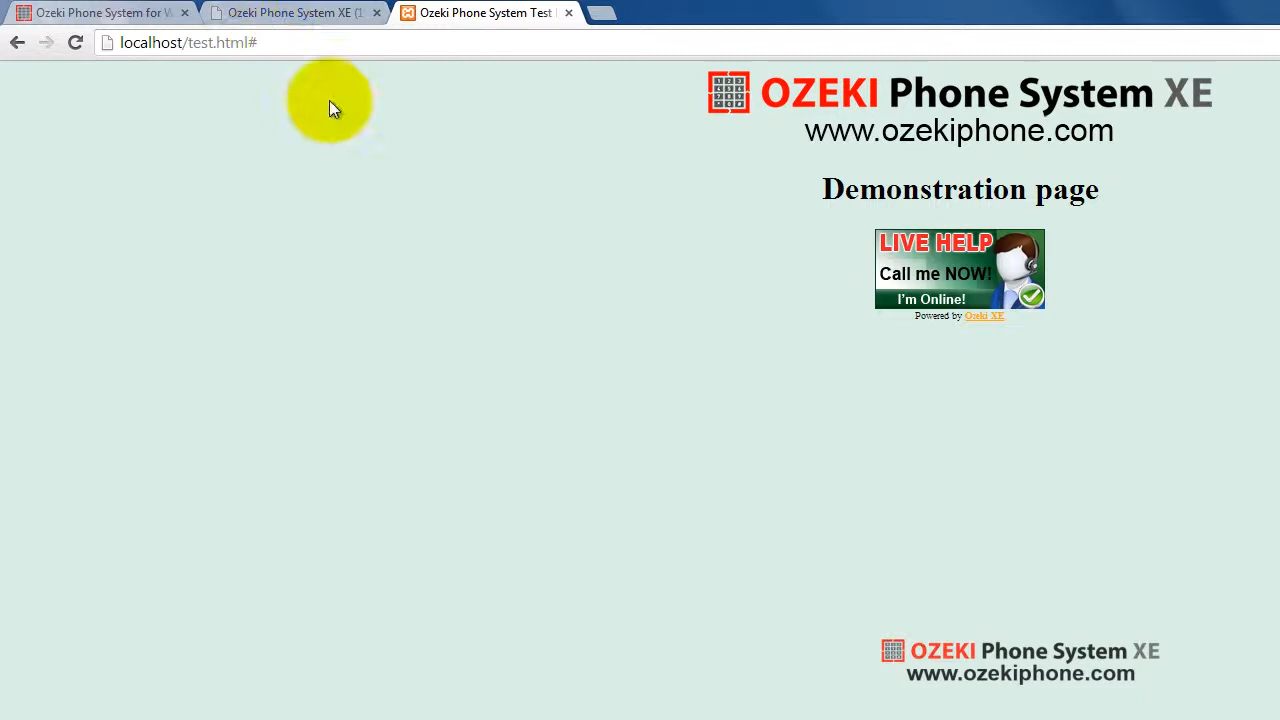 Ozeki Phone System for W
Ozeki Phone System XE (1
Ozeki Phone System Test
localhost/test.html#
OZEKI Phone System XE
www.ozekiphone.com
Demonstration page
LIVE HELP
Call me NOW!
I'm Online!
Powered by Ozeki XE
OZEKI Phone System XE
www.ozekiphone.com